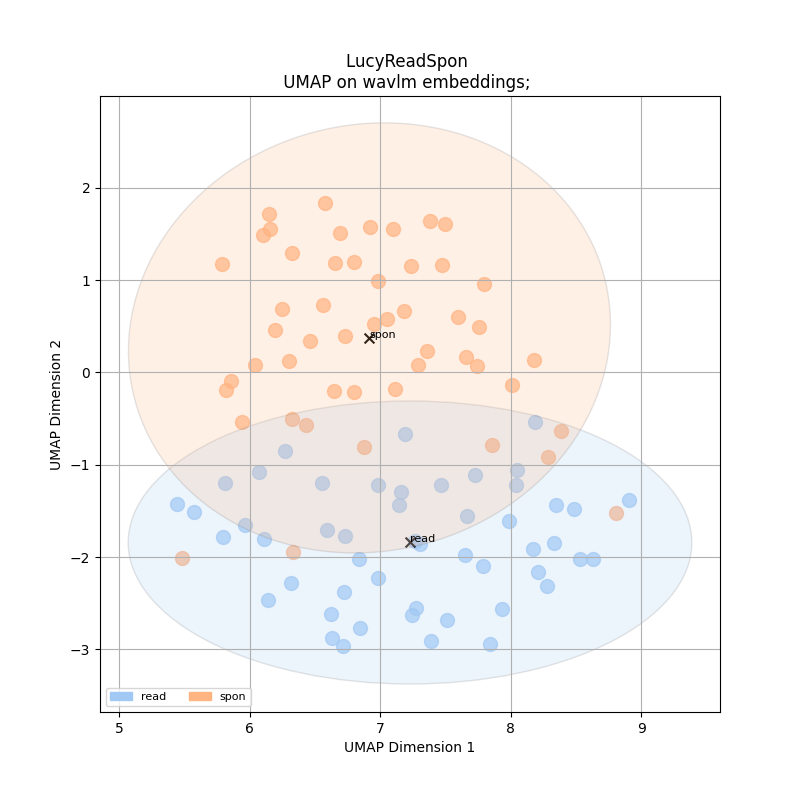 LucyReadSpon
UMAP on wavlm embeddings;
UMAP Dimension 2
2
1
0
−1
−2
−3
spon
read
read
spon
5
6
7
8
9
UMAP Dimension 1